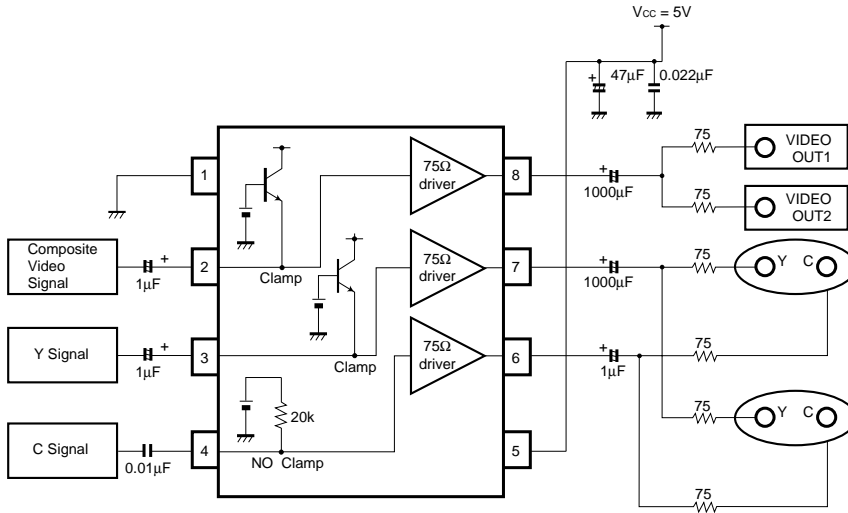 VCC = 5V
47μF
0.022μF
75
VIDEO
OUT1
1
75Ω
driver
8
1000μF
75
VIDEO
OUT2
Composite
Video
Signal
1μF
2
Clamp
75Ω
driver
7
1000μF
75
Y
C
Y Signal
1μF
3
Clamp
75Ω
driver
6
1μF
75
20k
C Signal
0.01μF
4
NO Clamp
5
75
Y
C
75
+
+
+
+
+
+